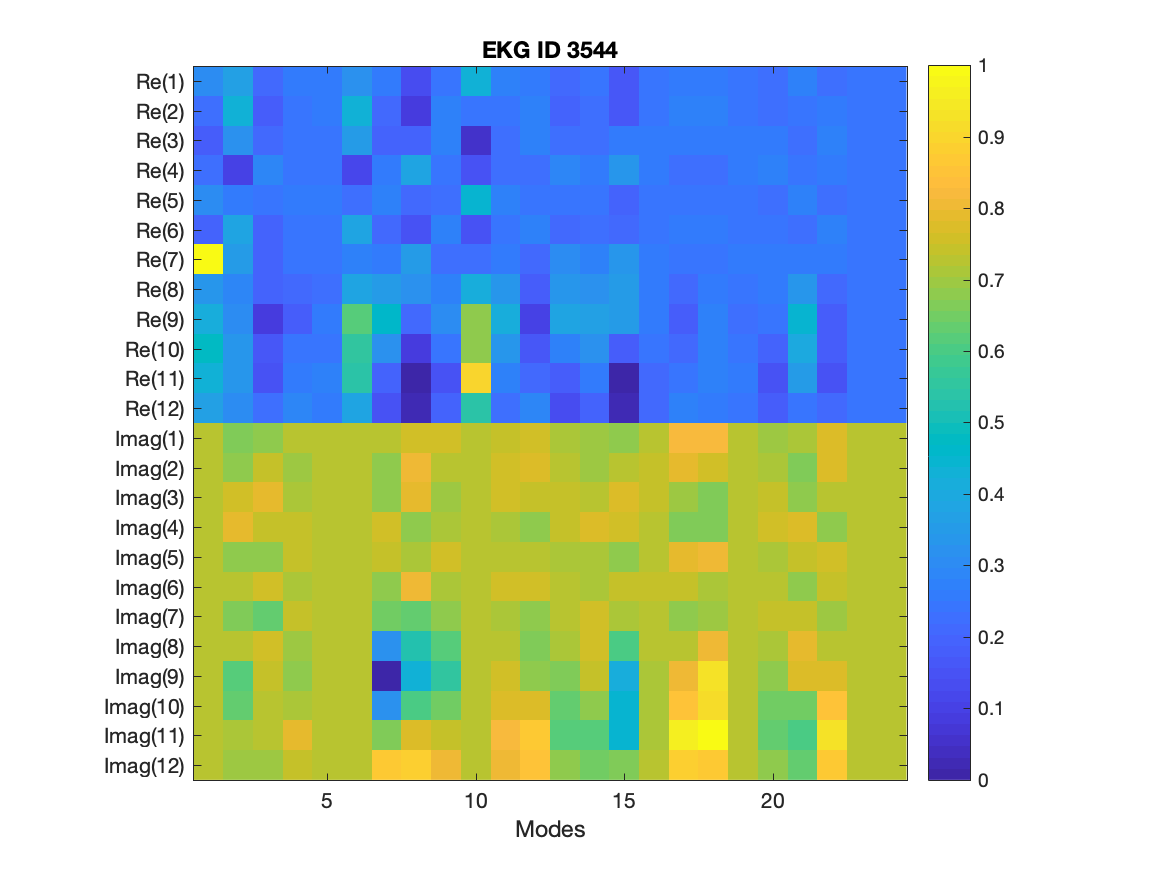 EKG ID 3544
Re(1)
Re(2)
Re(3)
Re(4)
Re(5)
Re(6)
Re(7)
Re(8)
Re(9)
Re(10)
Re(11)
Re(12)
Imag(1)
Imag(2)
Imag(3)
Imag(4)
Imag(5)
Imag(6)
Imag(7)
Imag(8)
Imag(9)
Imag(10)
Imag(11)
Imag(12)
5 10 15 20
Modes
1
0.9
0.8
0.7
0.6
0.5
0.4
0.3
0.2
0.1
0